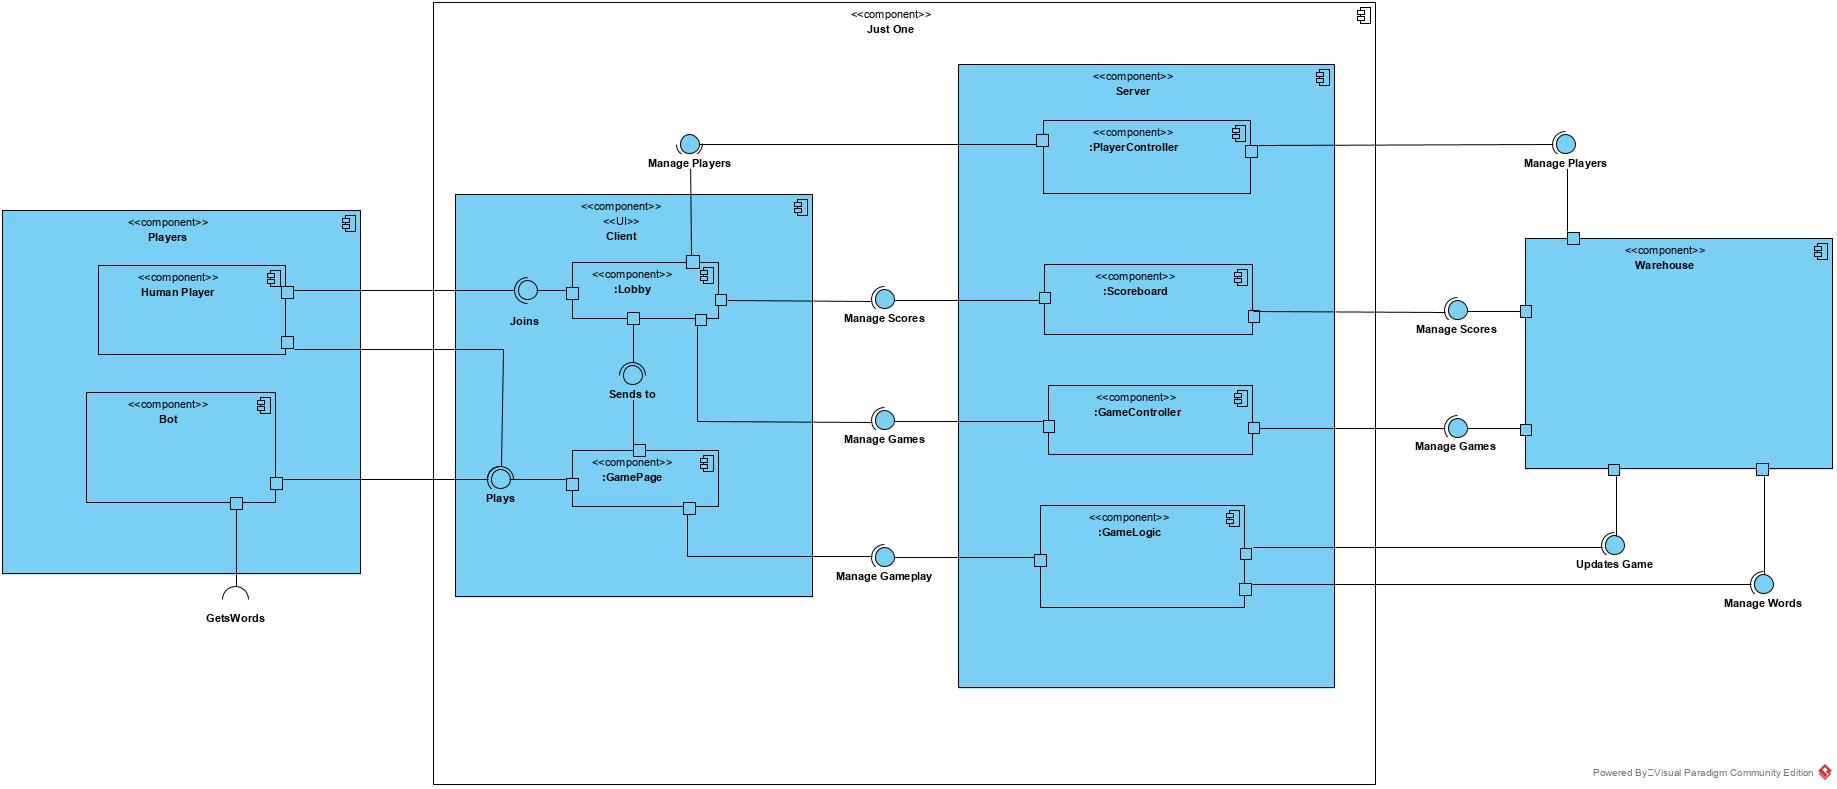 <<component>>
Just One
<<component>>
Players
<<component>>
Human Player
<<component>>
Bot
GetsWords
<<component>>
<<UI>>
Client
<<component>>
:Lobby
Joins
Sends to
<<component>>
:GamePage
Plays
Manage Players
Manage Scores
Manage Games
Manage Gameplay
<<component>>
Server
<<component>>
:PlayerController
<<component>>
:Scoreboard
<<component>>
:GameController
<<component>>
:GameLogic
Manage Players
Manage Scores
Manage Games
<<component>>
Warehouse
Updates Game
Manage Words
Powered By Visual Paradigm Community Edition